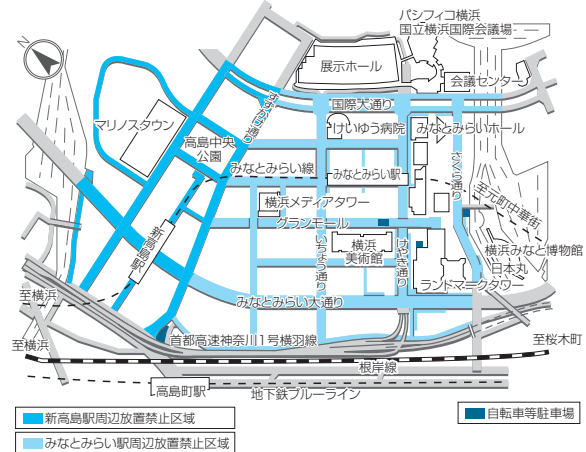 N
パシフィコ横浜
国立横浜国際会議場
展示ホール
会議センター
国際大通り
すずかけ通り
マリノスタウン
けいゆう病院
みなとみらいホール
高島中央
公園
さくら通り
みなとみらい線
みなとみらい駅
至元町中華街
横浜メディアタワー
グランモール
新高島駅
いちょう通り
横浜
美術館
けやき通り
横浜みなと博物館
日本丸
ランドマークタワー
至横浜
みなとみらい大通り
至横浜
首都高速神奈川1号横羽線
至桜木町
根岸線
高島町駅
地下鉄ブルーライン
新高島駅周辺放置禁止区域
自転車等駐車場
みなとみらい駅周辺放置禁止区域